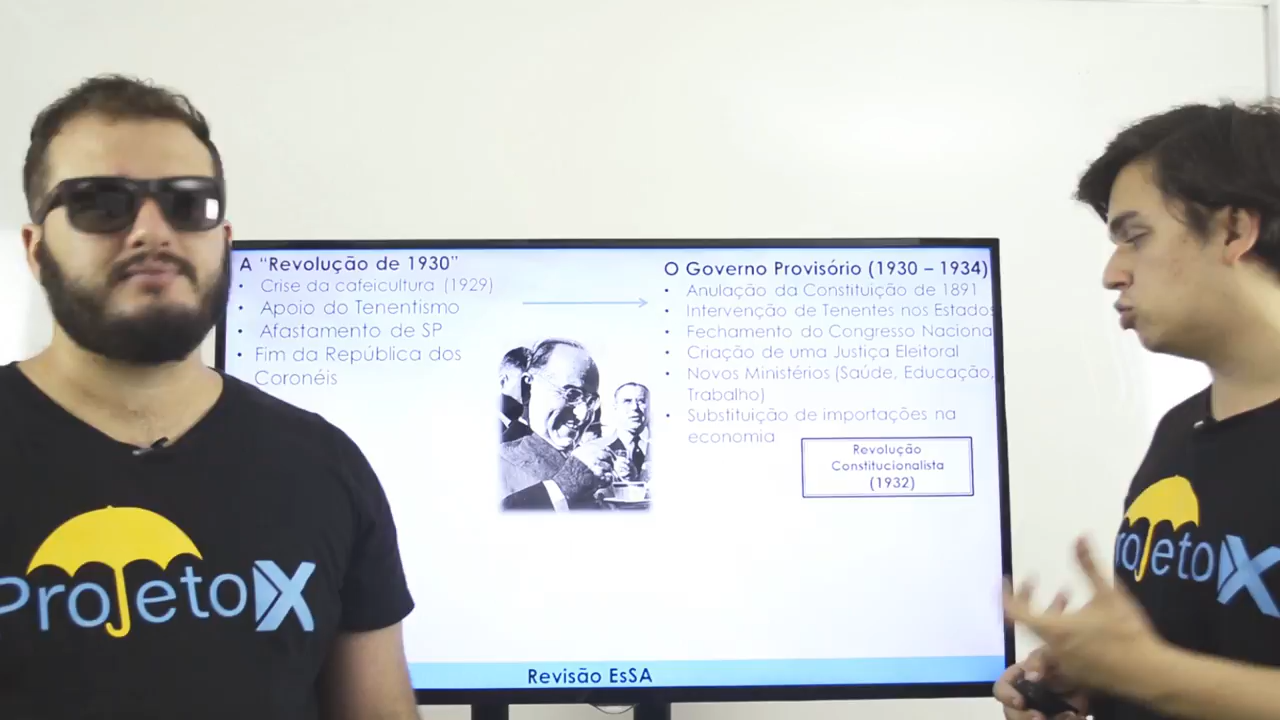 A “Revolução de 1930”
• Crise da cafeicultura (1929)
• Apoio do Tenentismo
• Afastamento de SP
• Fim da República dos
Coronéis
O Governo Provisório (1930 – 1934)
• Anulação da Constituição de 1891
• Intervenção de Tenentes nos Estados
• Fechamento do Congresso Naciona
• Criação de uma Justiça Eleitoral
• Novos Ministérios (Saúde, Educação,
Trabalho)
• Substituição de importações na
economia
Revolução
Constitucionalista
(1932)
Revisão EsSA
ProJeto X
roJeto X